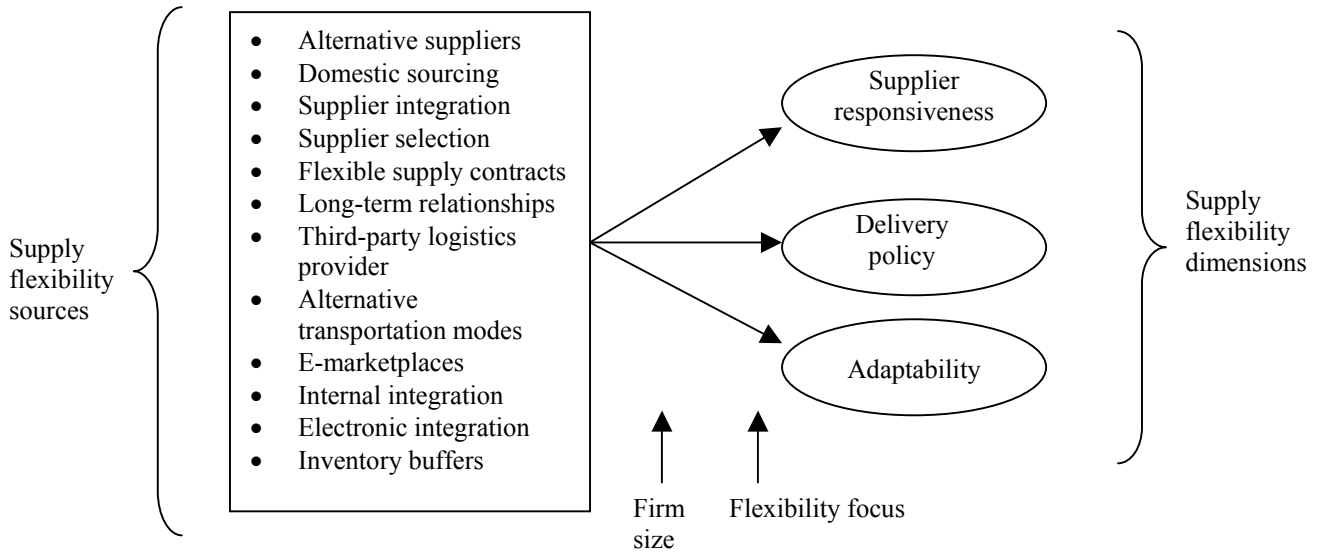 Supply
flexibility
sources
• Alternative suppliers
• Domestic sourcing
• Supplier integration
• Supplier selection
• Flexible supply contracts
• Long-term relationships
• Third-party logistics
provider
• Alternative
transportation modes
• E-marketplaces
• Internal integration
• Electronic integration
• Inventory buffers
Supplier
responsiveness
Delivery
policy
Adaptability
Firm
size
Flexibility focus
Supply
flexibility
dimensions